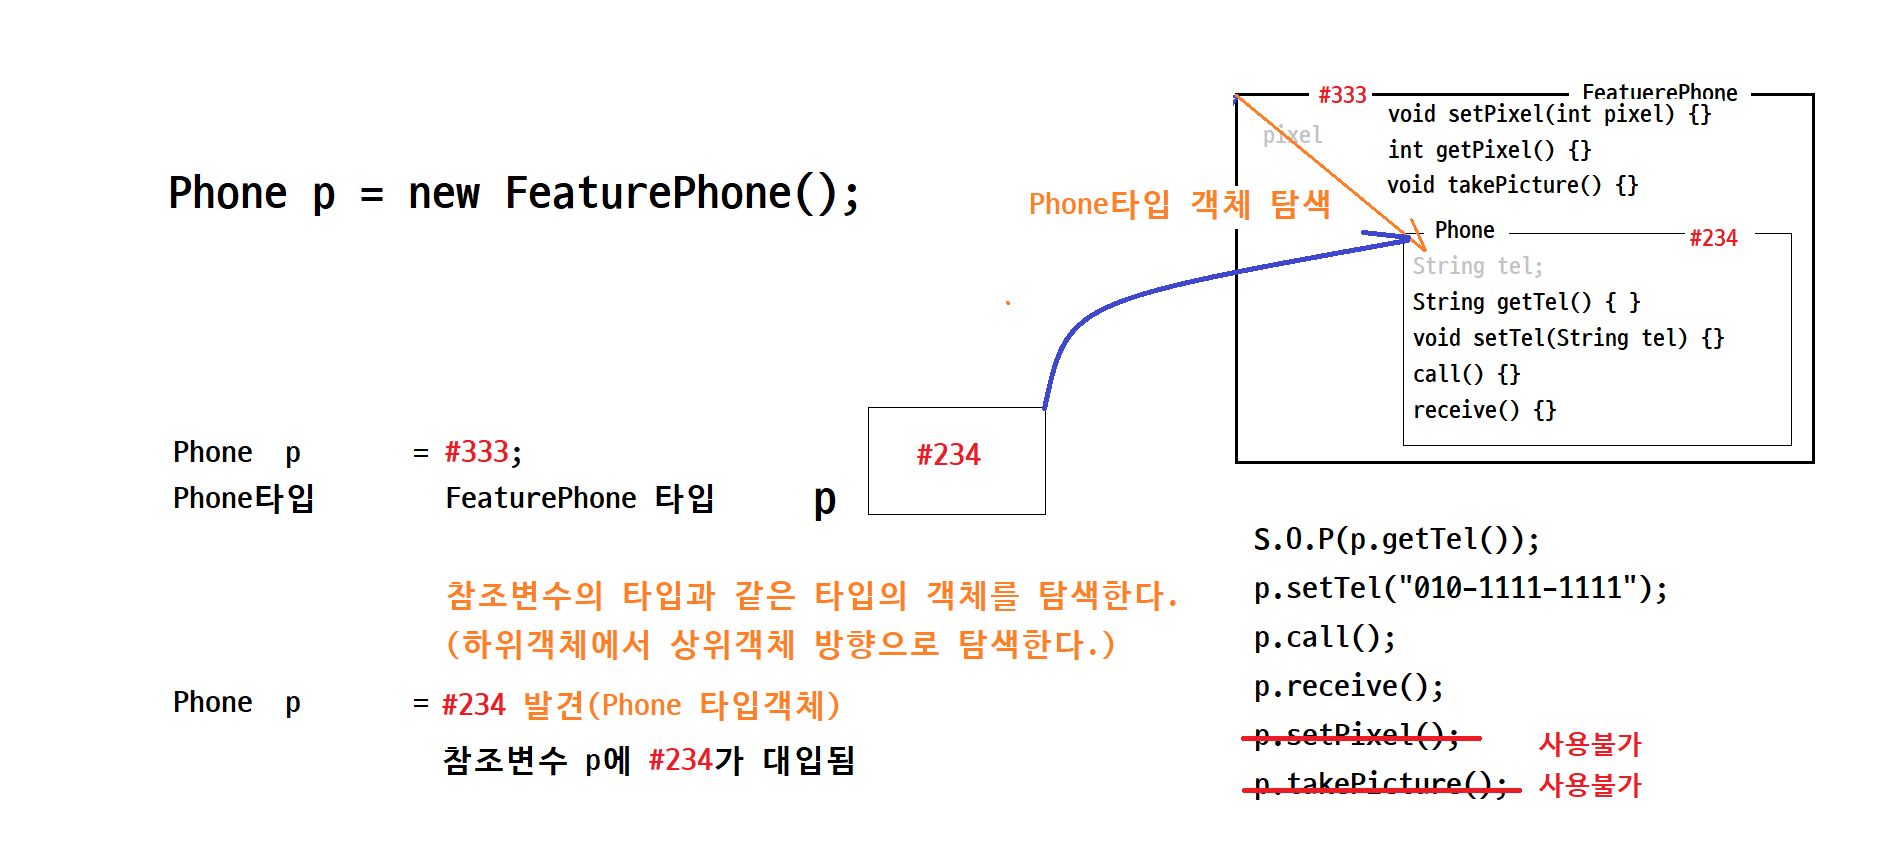 Phone p = new FeaturePhone();
#333
FeatuerePhone
pixel
void setPixel(int pixel) {}
int getPixel() {}
void takePicture() {}
Phone타입 객체 탐색
Phone
#234
String tel;
String getTel() { }
void setTel(String tel) {}
call() {}
receive() {}
Phone p = #333;
Phone타입 FeaturePhone 타입
p
#234
참조변수의 타입과 같은 타입의 객체를 탐색한다.
(하위객체에서 상위객체 방향으로 탐색한다.)
Phone p = #234 발견(Phone 타입객체)
참조변수 p에 #234가 대입됨
S.O.P(p.getTel());
p.setTel("010-1111-1111");
p.call();
p.receive();
p.setPixel(); 사용불가
p.takePicture(); 사용불가